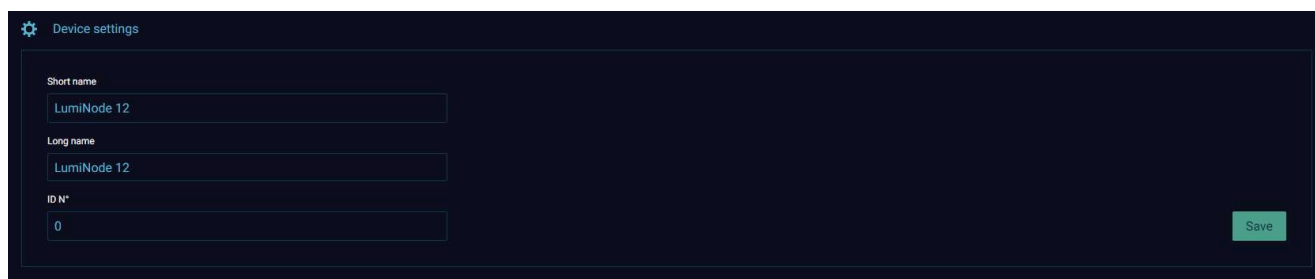 Device settings
Short name
LumiNode 12
Long name
LumiNode 12
ID N°
0
Save